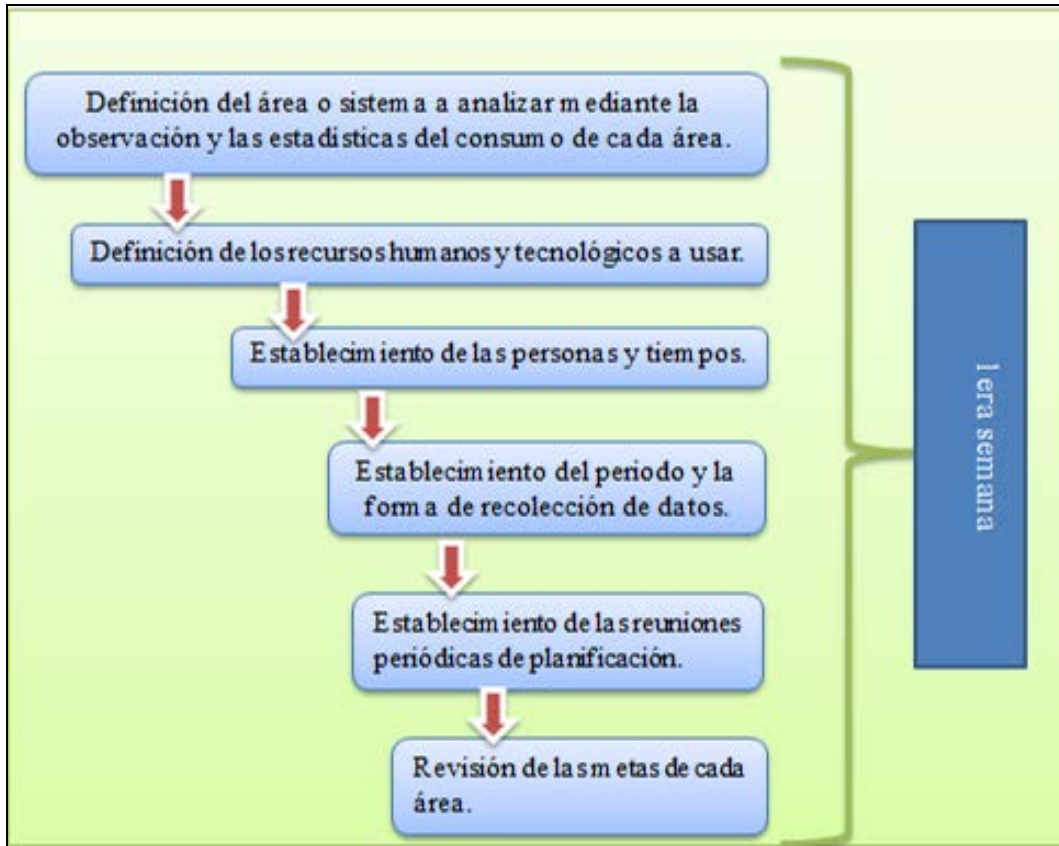 Definición del área o sistema a analizar mediante la
observación y las estadísticas del consumo de cada área.
Definición de los recursos humanos y tecnológicos a usar.
Establecimiento de las personas y tiempos.
Establecimiento del periodo y la
forma de recolección de datos.
Establecimiento de las reuniones
periódicas de planificación.
Revisión de las metas de cada
área.
1era semana